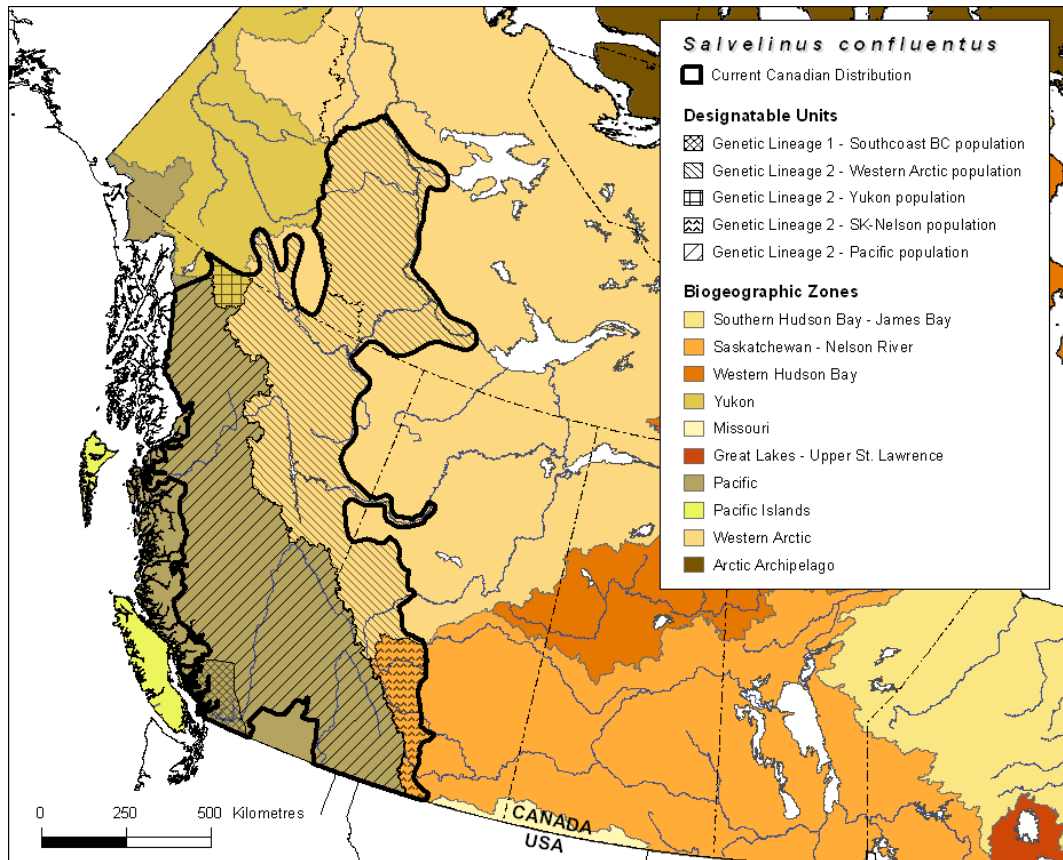 Salvelinus confluentus
Current Canadian Distribution
Designatable Units
Genetic Lineage 1 - Southcoast BC population
Genetic Lineage 2 - Western Arctic population
Genetic Lineage 2 - Yukon population
Genetic Lineage 2 - SK-Nelson population
Genetic Lineage 2 - Pacific population
Biogeographic Zones
Southern Hudson Bay - James Bay
Saskatchewan - Nelson River
Western Hudson Bay
Yukon
Missouri
Great Lakes - Upper St. Lawrence
Pacific
Pacific Islands
Western Arctic
Arctic Archipelago
0 250 500 Kilometres
CANADA
USA